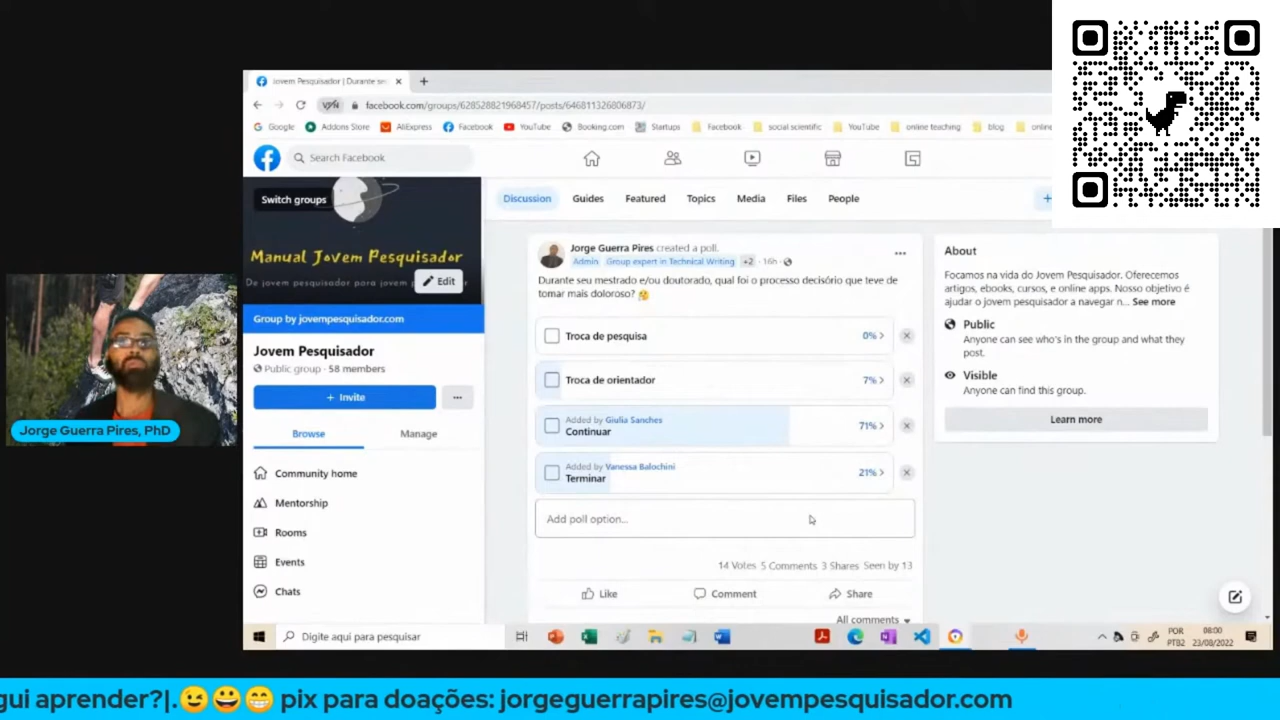 Jovem Pesquisador | Durante se
facebook.com/groups/628528821968457/posts/646811326806873/
Google Addons Store AliExpress Facebook YouTube Booking.com Startups Facebook social scientific YouTube online teaching blog online
Search Facebook
Switch groups
Manual Jovem Pesquisador
De jovem pesquisador para jovem
Edit
Group by jovempesquisador.com
Jovem Pesquisador
Public group · 58 members
+ Invite
Browse Manage
Community home
Mentorship
Rooms
Events
Chats
Discussion Guides Featured Topics Media Files People
Jorge Guerra Pires created a poll.
Admin Group expert in Technical Writing +2 · 16h ·
Durante seu mestrado e/ou doutorado, qual foi o processo decisório que teve de
tomar mais doloroso? 🤔
Troca de pesquisa 0%
Troca de orientador 7%
Added by Giulia Sanches
Continuar 71%
Added by Vanessa Balochini
Terminar 21%
Add poll option...
14 Votes 5 Comments 3 Shares Seen by 13
Like Comment Share
All comments
About
Focamos na vida do Jovem Pesquisador. Oferecemos
artigos, ebooks, cursos, e online apps. Nosso objetivo é
ajudar o jovem pesquisador a navegar n... See more
Public
Anyone can see who's in the group and what they
post.
Visible
Anyone can find this group.
Learn more
Jorge Guerra Pires, PhD
Digite aqui para pesquisar
POR
PTB2
08:00
23/08/2022
gui aprender?|.😉😀😁 pix para doações: jorgeguerrapires@jovempesquisador.com